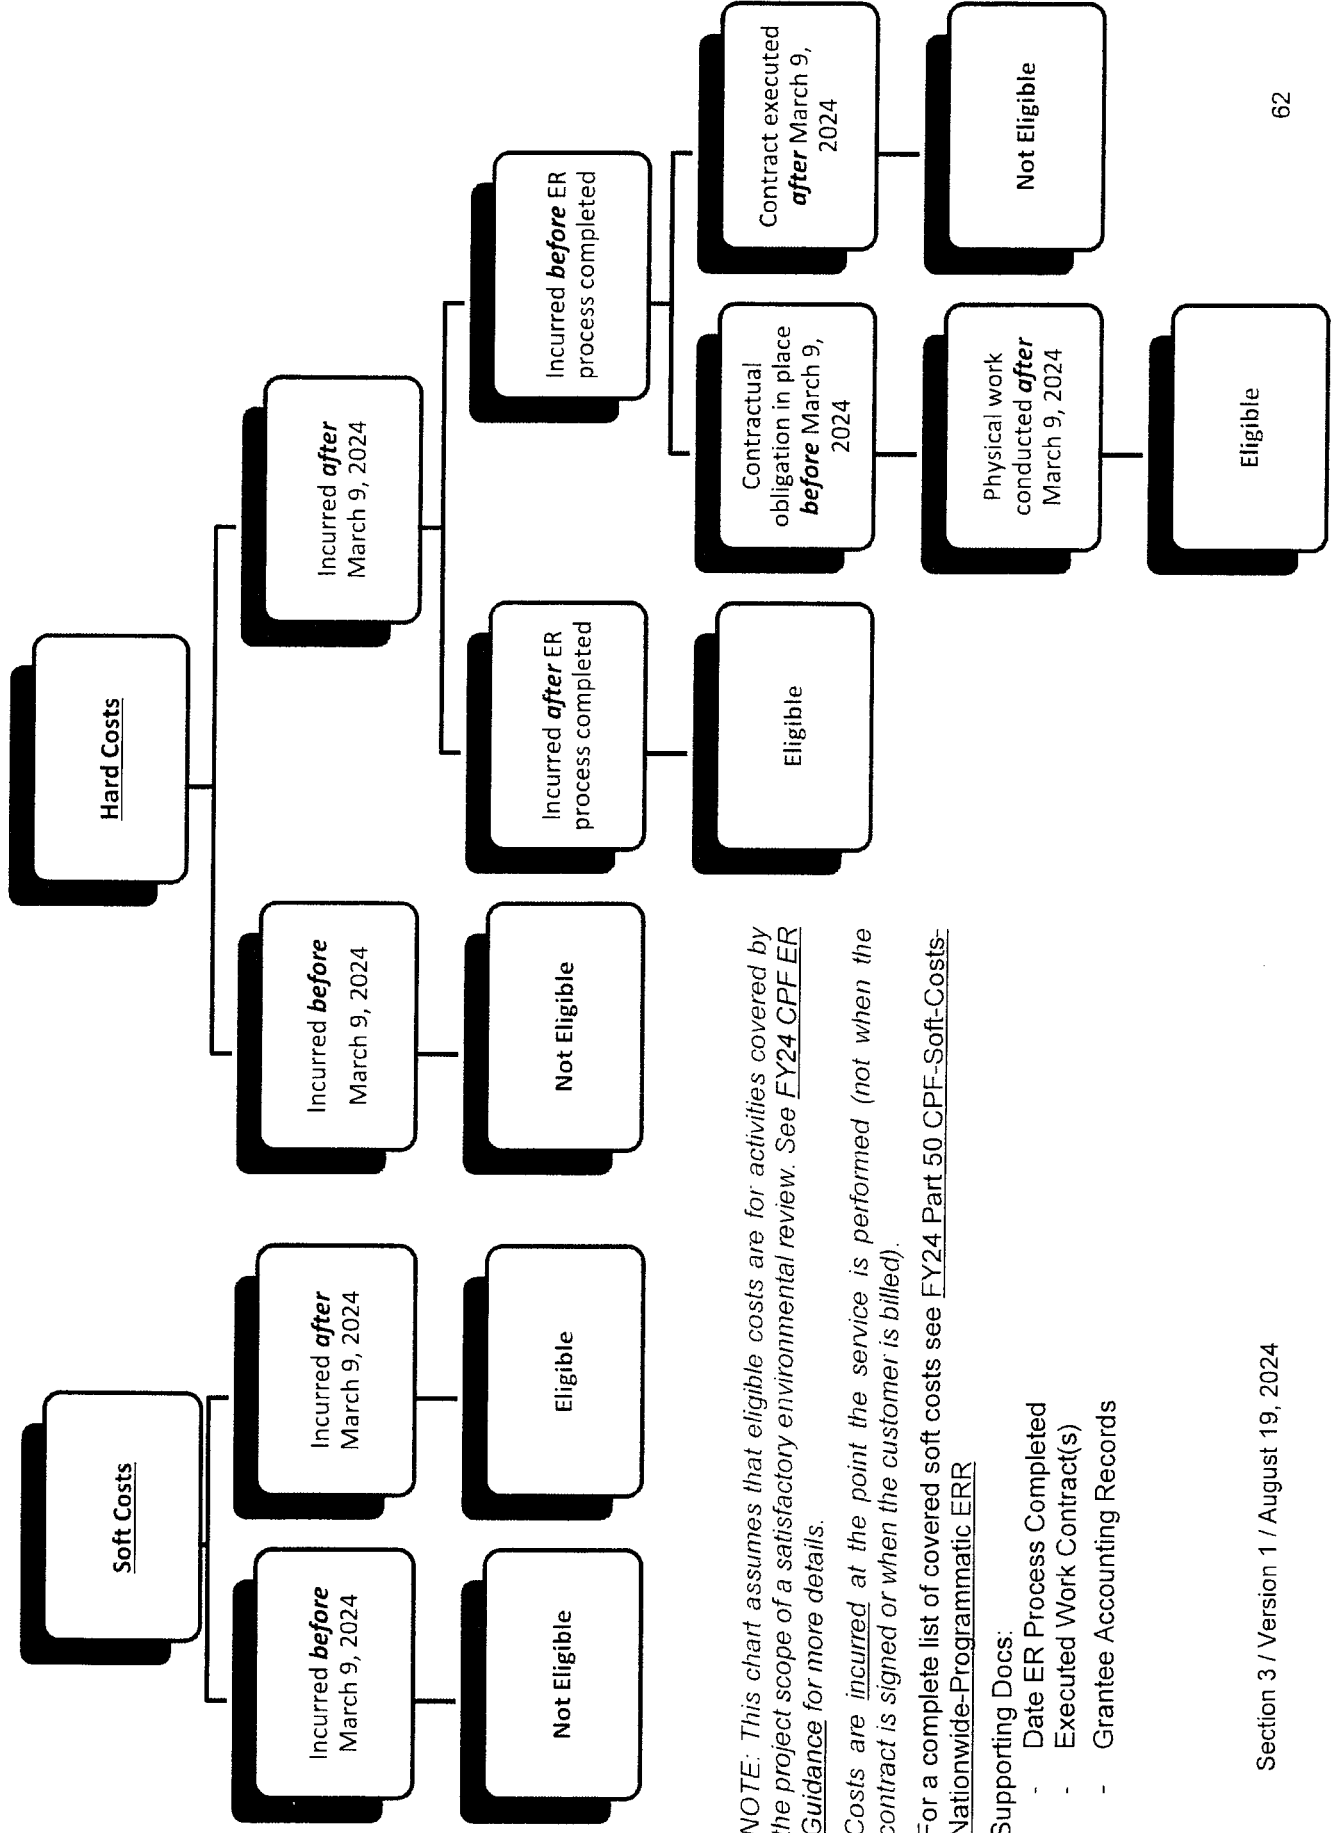 Soft Costs
Incurred before
March 9, 2024
Not Eligible
Incurred after
March 9, 2024
Eligible
Hard Costs
Incurred before
March 9, 2024
Not Eligible
Incurred after
March 9, 2024
Incurred after ER
process completed
Eligible
Incurred before ER
process completed
Contractual
obligation in place
before March 9,
2024
Physical work
conducted after
March 9, 2024
Eligible
Contract executed
after March 9,
2024
Not Eligible
NOTE: This chart assumes that eligible costs are for activities covered by
the project scope of a satisfactory environmental review. See FY24 CPF ER
Guidance for more details.
Costs are incurred at the point the service is performed (not when the
contract is signed or when the customer is billed).
For a complete list of covered soft costs see FY24 Part 50 CPF-Soft-Costs-
Nationwide-Programmatic ERR
Supporting Docs:
- Date ER Process Completed
- Executed Work Contract(s)
- Grantee Accounting Records
Section 3 / Version 1 / August 19, 2024
62